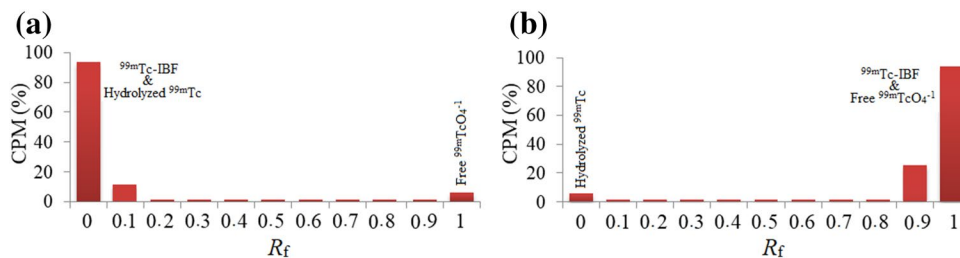 (a)
CPM (%)
100
80
60
40
20
0
⁹⁹ᵐTc-IBF
&
Hydrolyzed ⁹⁹ᵐTc
Free ⁹⁹ᵐTcO₄⁻¹
0 0.1 0.2 0.3 0.4 0.5 0.6 0.7 0.8 0.9 1
R_f
(b)
CPM (%)
100
80
60
40
20
0
Hydrolyzed ⁹⁹ᵐTc
⁹⁹ᵐTc-IBF
&
Free ⁹⁹ᵐTcO₄⁻¹
0 0.1 0.2 0.3 0.4 0.5 0.6 0.7 0.8 0.9 1
R_f